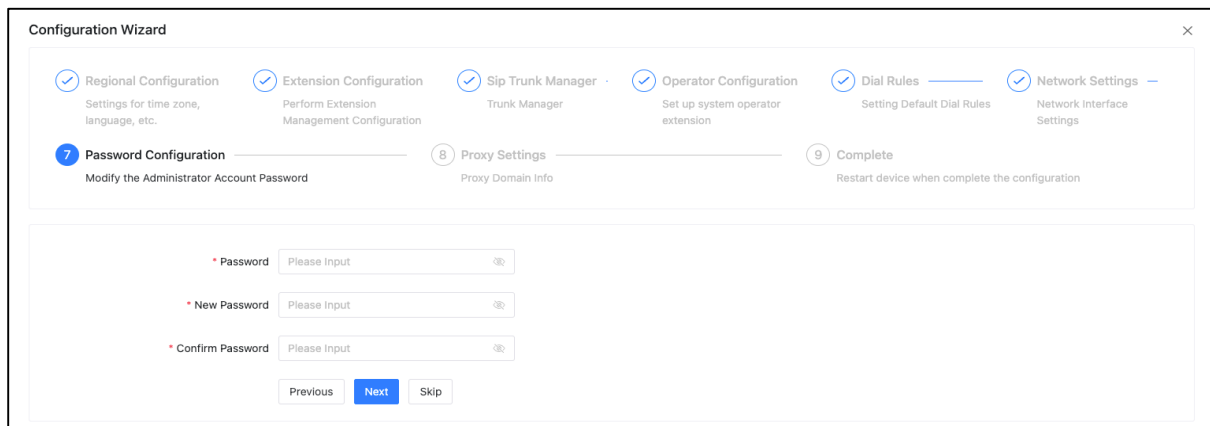 Configuration Wizard
Regional Configuration
Settings for time zone,
language, etc.
Extension Configuration
Perform Extension
Management Configuration
Sip Trunk Manager
Trunk Manager
Operator Configuration
Set up system operator
extension
Dial Rules
Setting Default Dial Rules
Network Settings
Network Interface
Settings
7 Password Configuration
Modify the Administrator Account Password
8 Proxy Settings
Proxy Domain Info
9 Complete
Restart device when complete the configuration
* Password Please Input
* New Password Please Input
* Confirm Password Please Input
Previous Next Skip